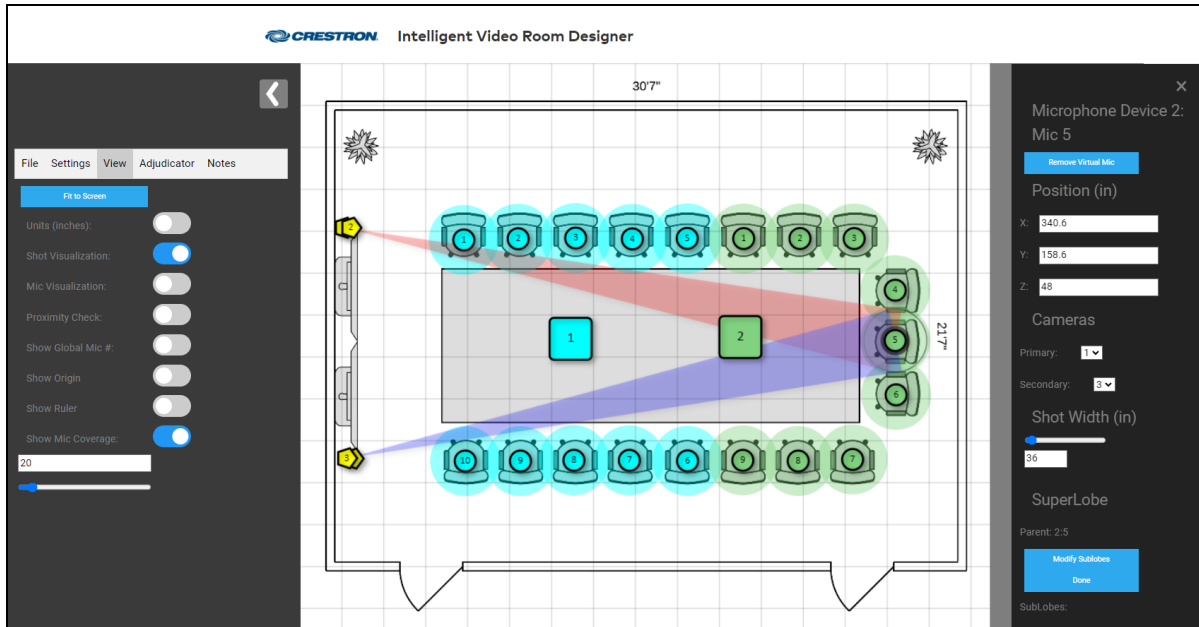 CRESTRON Intelligent Video Room Designer
File Settings View Adjudicator Notes
Fit to Screen
Units (inches):
Shot Visualization:
Mic Visualization:
Proximity Check:
Show Global Mic #:
Show Origin
Show Ruler
Show Mic Coverage:
20
30'7"
2
1 2 3 4 5 1 2 3
4
1 2
5
21'7"
6
3
10 9 8 7 6 9 8 7
×
Microphone Device 2:
Mic 5
Remove Virtual Mic
Position (in)
X: 340.6
Y: 158.6
Z: 48
Cameras
Primary: 1
Secondary: 3
Shot Width (in)
36
SuperLobe
Parent: 2:5
Modify Sublobes
Done
SubLobes: